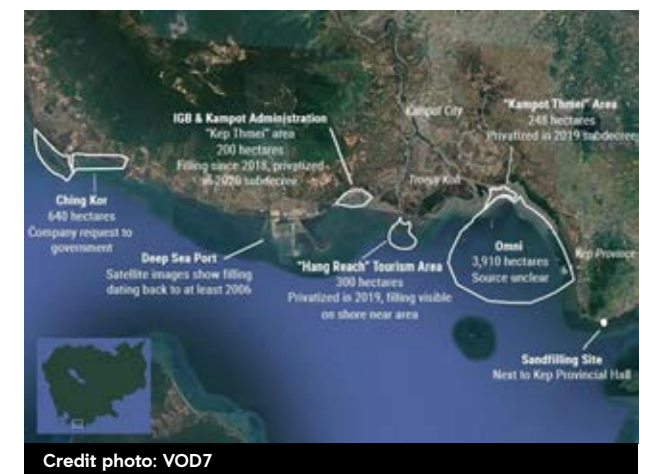 IGB & Kampot Administration
"Kep Thmei" area
200 hectares
Filling since 2018, privatized
in 2020 subdecree
Kampot City
"Kampot Thmei" Area
248 hectares
Privatized in 2019 subdecree
Ching Kor
640 hectares
Company request to
government
Deep Sea Port
Satellite images show filling
dating back to at least 2006
"Hang Reach" Tourism Area
300 hectares
Privatized in 2019, filling visible
on shore near area
Omni
3,910 hectares
Source unclear
Kep Province
Sandfilling Site
Next to Kep Provincial Hall
Credit photo: VOD7